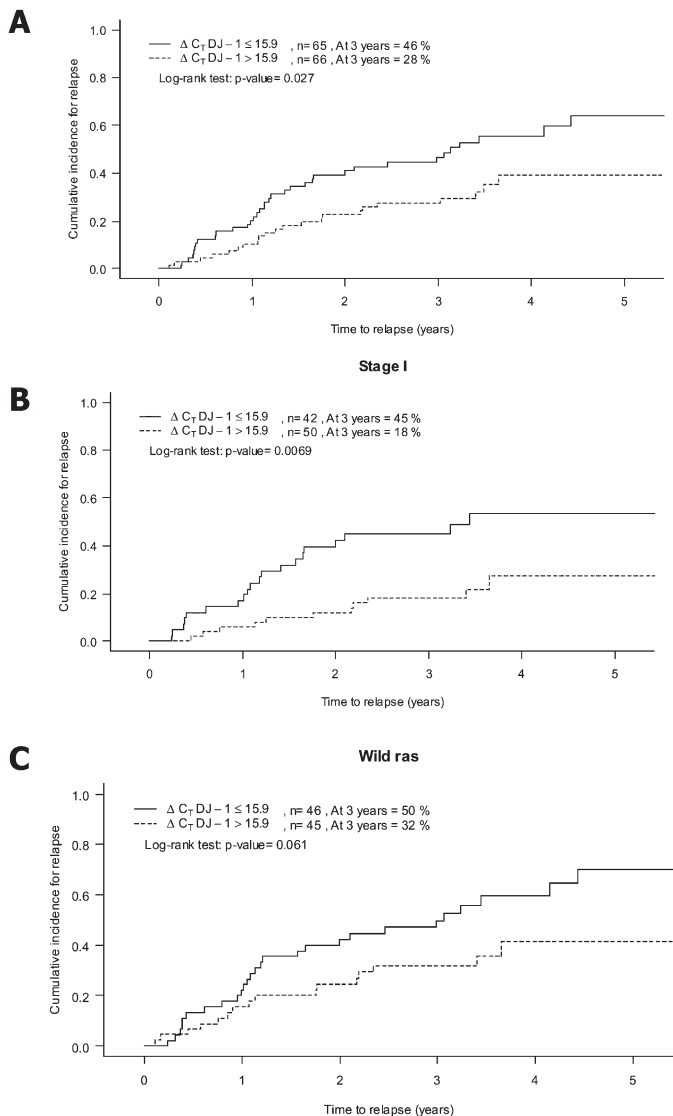 A
Δ CT DJ – 1 ≤ 15.9 , n= 65, At 3 years = 46 %
Δ CT DJ – 1 > 15.9 , n= 66, At 3 years = 28 %
Log-rank test: p-value= 0.027
Cumulative incidence for relapse
1.0
0.8
0.6
0.4
0.2
0.0
0 1 2 3 4 5
Time to relapse (years)
Stage I
B
Δ CT DJ – 1 ≤ 15.9 , n= 42 , At 3 years = 45 %
Δ CT DJ – 1 > 15.9 , n= 50 , At 3 years = 18 %
Log-rank test: p-value= 0.0069
Cumulative incidence for relapse
1.0
0.8
0.6
0.4
0.2
0.0
0 1 2 3 4 5
Time to relapse (years)
Wild ras
C
Δ CT DJ – 1 ≤ 15.9 , n= 46 , At 3 years = 50 %
Δ CT DJ – 1 > 15.9 , n= 45 , At 3 years = 32 %
Log-rank test: p-value= 0.061
Cumulative incidence for relapse
1.0
0.8
0.6
0.4
0.2
0.0
0 1 2 3 4 5
Time to relapse (years)